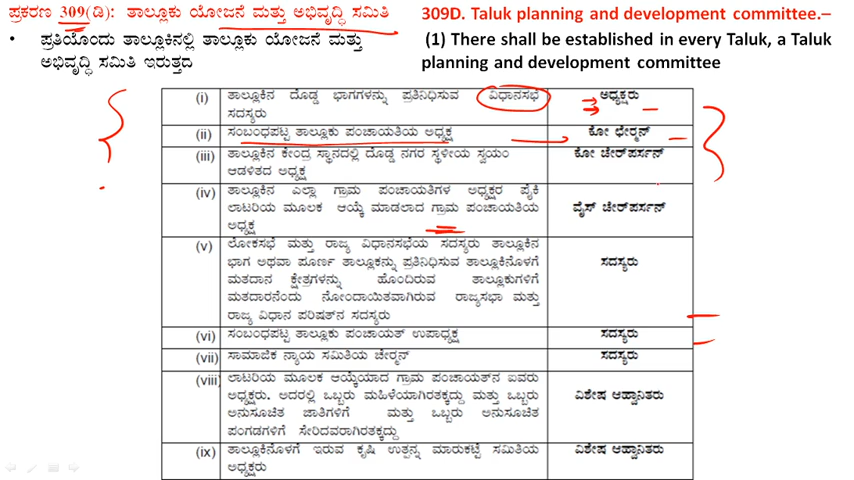 ಪ್ರಕರಣ 309(ಡಿ): ತಾಲ್ಲೂಕು ಯೋಜನೆ ಮತ್ತು ಅಭಿವೃದ್ಧಿ ಸಮಿತಿ
• ಪ್ರತಿಯೊಂದು ತಾಲ್ಲೂಕಿನಲ್ಲಿ ತಾಲ್ಲೂಕು ಯೋಜನೆ ಮತ್ತು
ಅಭಿವೃದ್ಧಿ ಸಮಿತಿ ಇರುತ್ತದ
309D. Taluk planning and development committee.–
(1) There shall be established in every Taluk, a Taluk
planning and development committee
(i) ತಾಲ್ಲೂಕಿನ ದೊಡ್ಡ ಭಾಗಗಳನ್ನು ಪ್ರತಿನಿಧಿಸುವ ವಿಧಾನಸಭೆ ಅಧ್ಯಕ್ಷರು
ಸದಸ್ಯರು
(ii) ಸಂಬಂಧಪಟ್ಟ ತಾಲ್ಲೂಕು ಪಂಚಾಯತಿಯ ಅಧ್ಯಕ್ಷ ಕೋ ಛೇರ್ಮನ್
(iii) ತಾಲ್ಲೂಕಿನ ಕೇಂದ್ರ ಸ್ಥಾನದಲ್ಲಿ ದೊಡ್ಡ ನಗರ ಸ್ಥಳೀಯ ಸ್ವಯಂ ಕೋ ಚೇರ್‌ಪರ್ಸನ್
ಆಡಳಿತದ ಅಧ್ಯಕ್ಷ
(iv) ತಾಲ್ಲೂಕಿನ ಎಲ್ಲಾ ಗ್ರಾಮ ಪಂಚಾಯತಿಗಳ ಅಧ್ಯಕ್ಷರ ಪೈಕಿ
ಲಾಟರಿಯ ಮೂಲಕ ಆಯ್ಕೆ ಮಾಡಲಾದ ಗ್ರಾಮ ಪಂಚಾಯತಿಯ ವೈಸ್ ಚೇರ್‌ಪರ್ಸನ್
ಅಧ್ಯಕ್ಷ
(v) ಲೋಕಸಭೆ ಮತ್ತು ರಾಜ್ಯ ವಿಧಾನಸಭೆಯ ಸದಸ್ಯರು ತಾಲ್ಲೂಕಿನ
ಭಾಗ ಅಥವಾ ಪೂರ್ಣ ತಾಲ್ಲೂಕನ್ನು ಪ್ರತಿನಿಧಿಸುವ ತಾಲ್ಲೂಕಿನೊಳಗೆ ಸದಸ್ಯರು
ಮತದಾನ ಕ್ಷೇತ್ರಗಳನ್ನು ಹೊಂದಿರುವ ತಾಲ್ಲೂಕುಗಳಿಗೆ
ಮತದಾರನೆಂದು ನೋಂದಾಯಿತವಾಗಿರುವ ರಾಜ್ಯಸಭಾ ಮತ್ತು
ರಾಜ್ಯ ವಿಧಾನ ಪರಿಷತ್‌ನ ಸದಸ್ಯರು
(vi) ಸಂಬಂಧಪಟ್ಟ ತಾಲ್ಲೂಕು ಪಂಚಾಯತ್ ಉಪಾಧ್ಯಕ್ಷ ಸದಸ್ಯರು
(vii) ಸಾಮಾಜಿಕ ನ್ಯಾಯ ಸಮಿತಿಯ ಚೇರ್ಮನ್ ಸದಸ್ಯರು
(viii) ಲಾಟರಿಯ ಮೂಲಕ ಆಯ್ಕೆಯಾದ ಗ್ರಾಮ ಪಂಚಾಯತ್‌ನ ಐವರು
ಅಧ್ಯಕ್ಷರು. ಅದರಲ್ಲಿ ಒಬ್ಬರು ಮಹಿಳೆಯಾಗಿರತಕ್ಕದ್ದು ಮತ್ತು ಒಬ್ಬರು ವಿಶೇಷ ಆಹ್ವಾನಿತರು
ಅನುಸೂಚಿತ ಜಾತಿಗಳಿಗೆ ಮತ್ತು ಒಬ್ಬರು ಅನುಸೂಚಿತ
ಪಂಗಡಗಳಿಗೆ ಸೇರಿದವರಾಗಿರತಕ್ಕದ್ದು
(ix) ತಾಲ್ಲೂಕಿನೊಳಗೆ ಇರುವ ಕೃಷಿ ಉತ್ಪನ್ನ ಮಾರುಕಟ್ಟೆ ಸಮಿತಿಯ ವಿಶೇಷ ಆಹ್ವಾನಿತರು
ಅಧ್ಯಕ್ಷರು